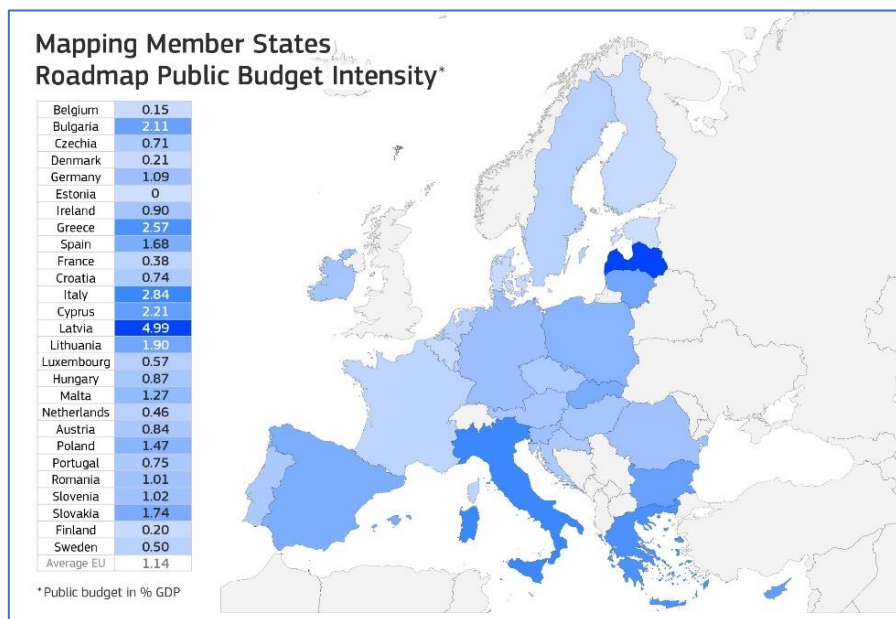 Mapping Member States
Roadmap Public Budget Intensity*
Belgium 0.15
Bulgaria 2.11
Czechia 0.71
Denmark 0.21
Germany 1.09
Estonia 0
Ireland 0.90
Greece 2.57
Spain 1.68
France 0.38
Croatia 0.74
Italy 2.84
Cyprus 2.21
Latvia 4.99
Lithuania 1.90
Luxembourg 0.57
Hungary 0.87
Malta 1.27
Netherlands 0.46
Austria 0.84
Poland 1.47
Portugal 0.75
Romania 1.01
Slovenia 1.02
Slovakia 1.74
Finland 0.20
Sweden 0.50
Average EU 1.14
*Public budget in % GDP